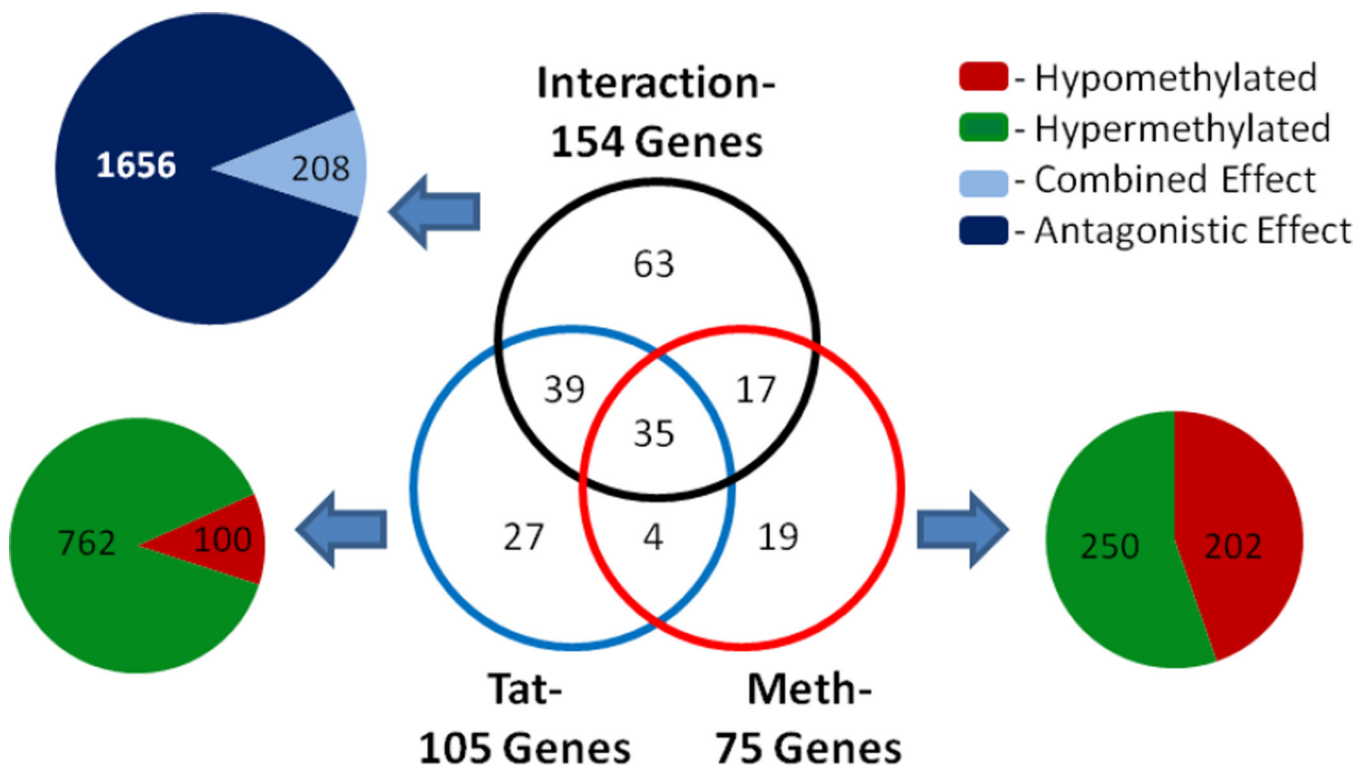 Interaction-
154 Genes
1656
208
- Hypomethylated
- Hypermethylated
- Combined Effect
- Antagonistic Effect
63
39
17
35
27
4
19
762
100
250
202
Tat-
105 Genes
Meth-
75 Genes